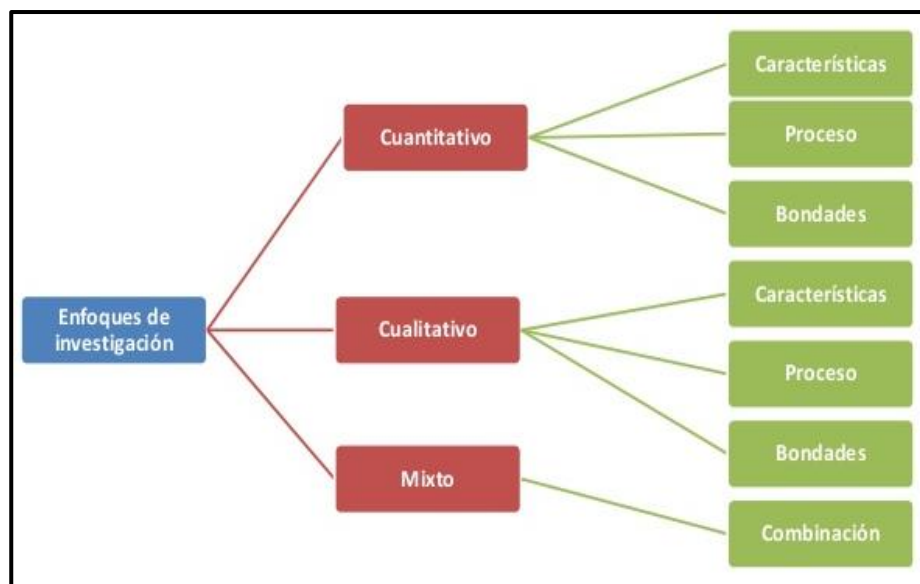 Enfoques de
investigación
Cuantitativo
Características
Proceso
Bondades
Cualitativo
Características
Proceso
Bondades
Mixto
Combinación